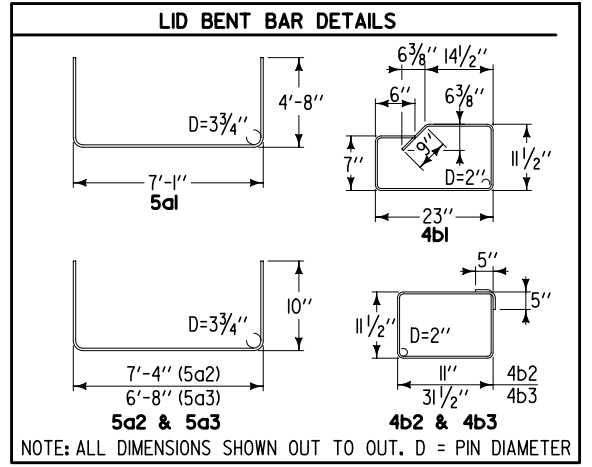 LID BENT BAR DETAILS
D=3¾"
4'-8"
7'-1"
5a1
6⅜" 14½"
6" 6⅜"
7" 9" 11½"
D=2"
23"
4b1
D=3¾"
10"
7'-4" (5a2)
6'-8" (5a3)
5a2 & 5a3
5"
5"
11½"
D=2"
11" 4b2
31½" 4b3
4b2 & 4b3
NOTE: ALL DIMENSIONS SHOWN OUT TO OUT. D = PIN DIAMETER